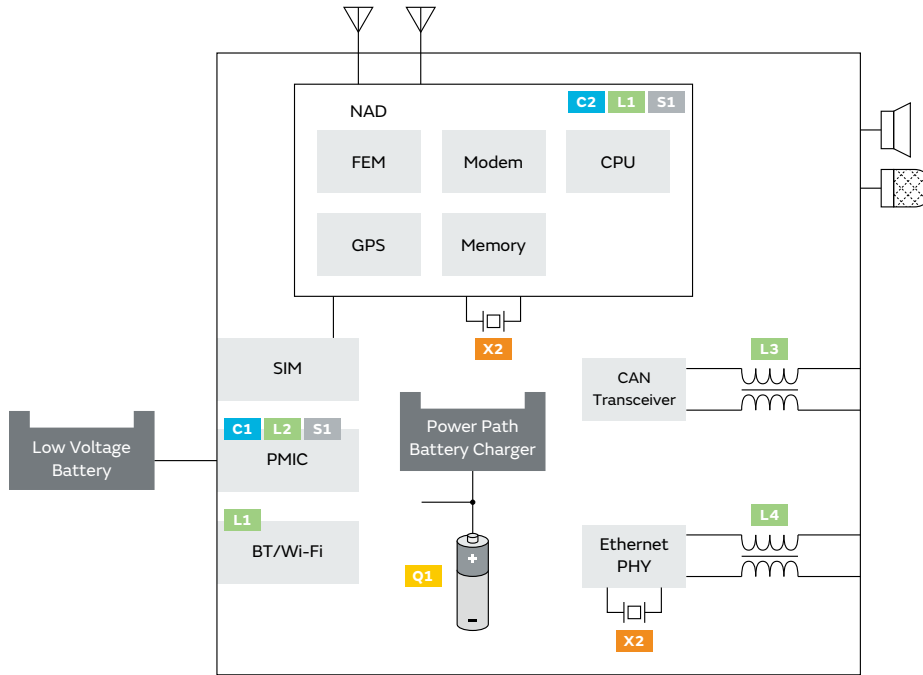 NAD
C2 L1 S1
FEM
Modem
CPU
GPS
Memory
X2
SIM
L3
CAN
Transceiver
C1 L2 S1
PMIC
Low Voltage
Battery
Power Path
Battery Charger
L1
BT/Wi-Fi
Q1
+
-
L4
Ethernet
PHY
X2